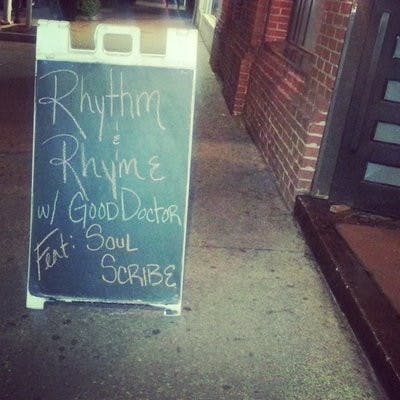 Rhythm
&
Rhyme
w/ Good Doctor
Feat: Soul
Scribe